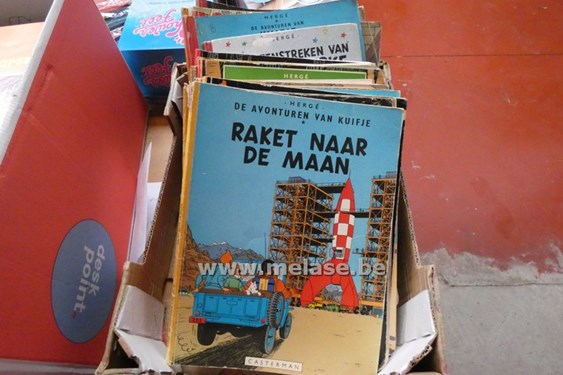 HERGÉ
DE AVONTUREN VAN
HERGÉ
STREKEN VAN
HERGÉ
HERGÉ
DE AVONTUREN VAN KUIFJE
RAKET NAAR
DE MAAN
www.melase.be
CASTERMAN
desk
point.